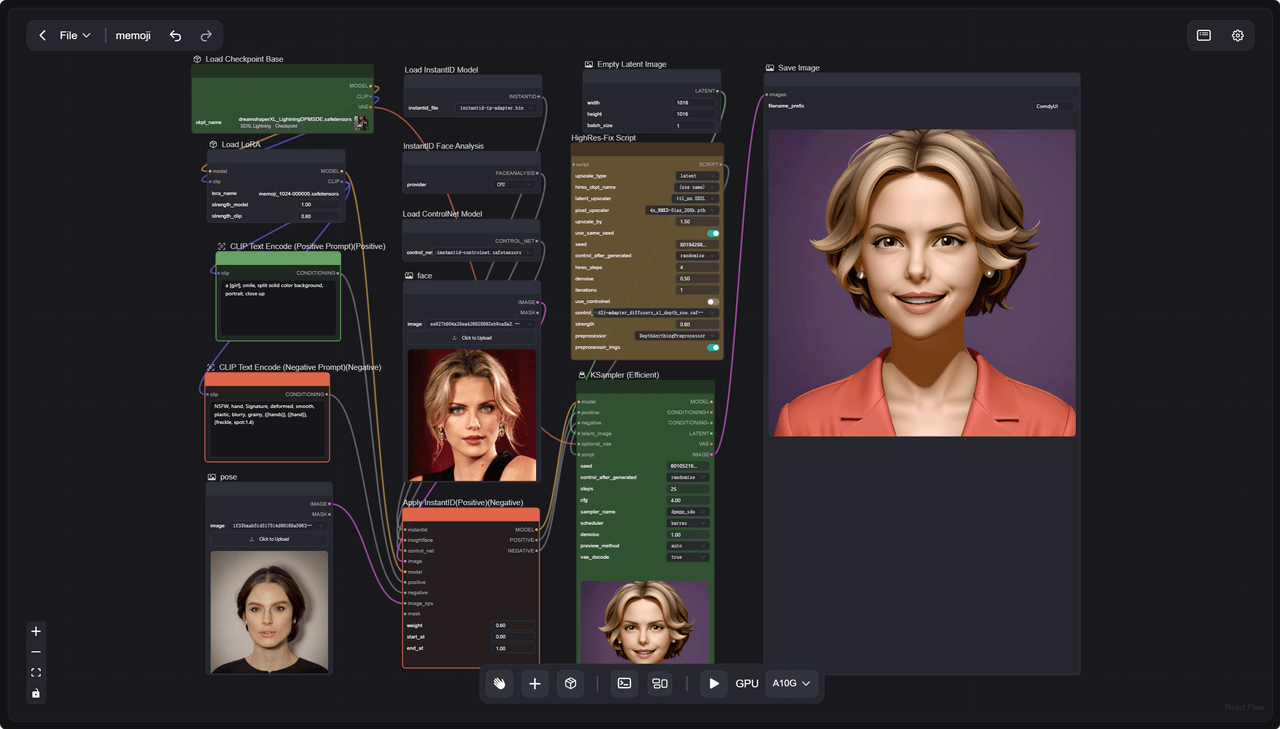 File
memoji
Load Checkpoint Base
MODEL
CLIP
VAE
ckpt_name
dreamshaperXL_LightningDPMSDE.safetensors
SDXL Lightning
Checkpoint
Load LoRA
model
MODEL
clip
CLIP
lora_name
memoji_1024-000005.safetensors
strength_model
1.00
strength_clip
0.80
CLIP Text Encode (Positive Prompt)(Positive)
clip
CONDITIONING
a [girl], smile, split solid color background,
portrait, close up
CLIP Text Encode (Negative Prompt)(Negative)
clip
CONDITIONING
NSFW, hand, Signature, deformed, smooth,
plastic, blurry, grainy, ((hands)), ((hand)),
(freckle, spot:1.4)
pose
IMAGE
MASK
image
Click to Upload
Load InstantID Model
INSTANTID
instantid_file
instantid-ip-adapter.bin
InstantID Face Analysis
FACEANALYSIS
provider
CPU
Load ControlNet Model
CONTROL_NET
control_net
instantid-controlnet.safetensors
face
IMAGE
MASK
image
Click to Upload
Apply InstantID(Positive)(Negative)
instantid
MODEL
insightface
POSITIVE
control_net
NEGATIVE
image
model
positive
negative
image_kps
mask
weight
0.60
start_at
0.00
end_at
1.00
Empty Latent Image
LATENT
width
1016
height
1016
batch_size
1
HighRes-Fix Script
script
SCRIPT
upscale_type
latent
hires_ckpt_name
(use same)
latent_upscaler
pixel_upscaler
upscale_by
1.50
use_same_seed
seed
80194298...
control_after_generated
randomize
hires_steps
4
denoise
0.50
iterations
1
use_controlnet
control_
strength
0.80
preprocessor
DepthAnythingPreprocessor
preprocessor_imgs
KSampler (Efficient)
model
MODEL
positive
CONDITIONING+
negative
CONDITIONING-
latent_image
LATENT
optional_vae
VAE
script
IMAGE
seed
60105216...
control_after_generated
randomize
steps
25
cfg
4.00
sampler_name
dpmpp_sde
scheduler
karras
denoise
1.00
preview_method
auto
vae_decode
true
Save Image
images
filename_prefix
ComfyUI
GPU
A10G
React Flow